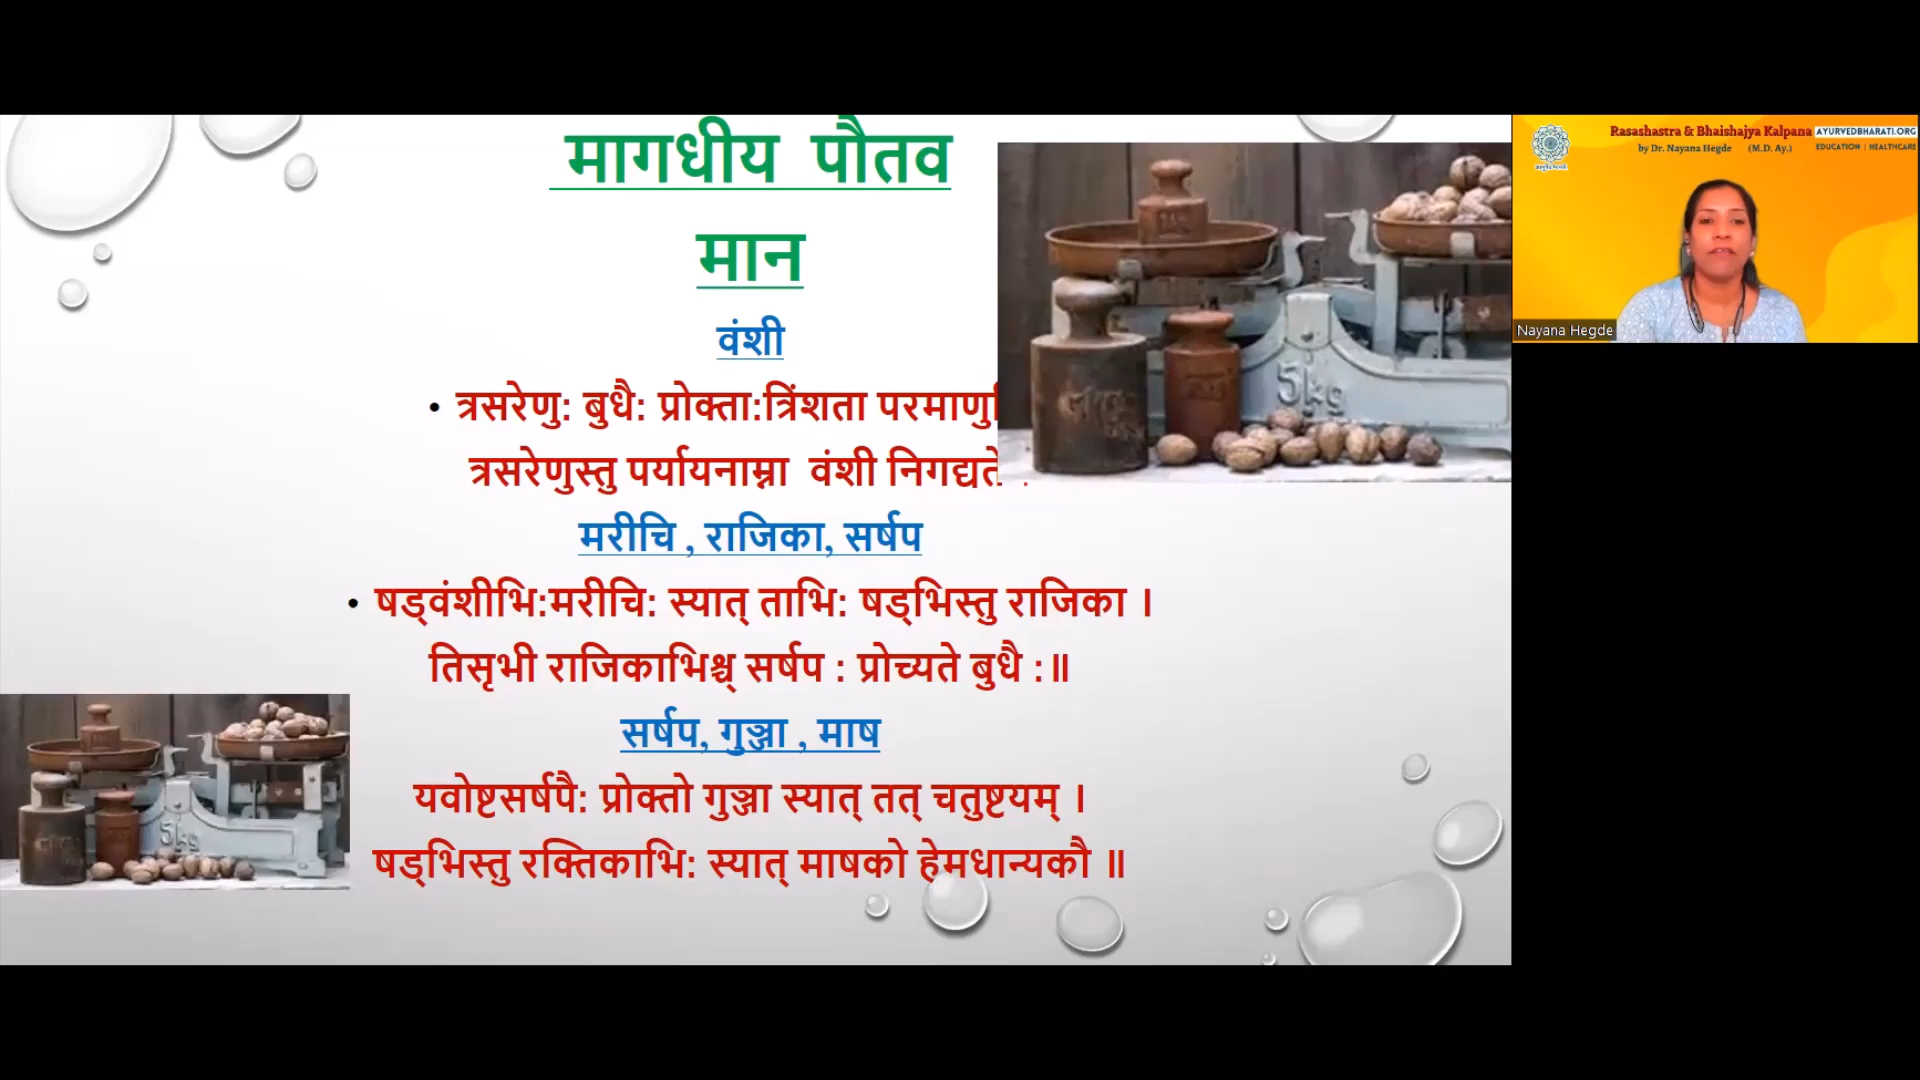 मागधीय पौतव
मान
वंशी
• त्रसरेणु: बुधै: प्रोक्ता:त्रिंशता
त्रसरेणुस्तु पर्यायनाम्ना वंशी निगद्यते
मरीचि , राजिका, सर्षप
• षड्वंशीभि:मरीचि: स्यात् ताभि: षड्भिस्तु राजिका ।
तिसृभी राजिकाभिश्च् सर्षप : प्रोच्यते बुधै :॥
सर्षप, गुञ्जा , माष
यवोष्टसर्षपै: प्रोक्तो गुञ्जा स्यात् तत् चतुष्टयम् ।
षड्भिस्तु रक्तिकाभि: स्यात् माषको हेमधान्यकौ ॥
5kg
5kg
Rasashastra & Bhaishajya Kalpana
by Dr. Nayana Hegde (M.D. Ay.)
AYURVEDBHARATI.ORG
EDUCATION | HEALTHCARE
Nayana Hegde